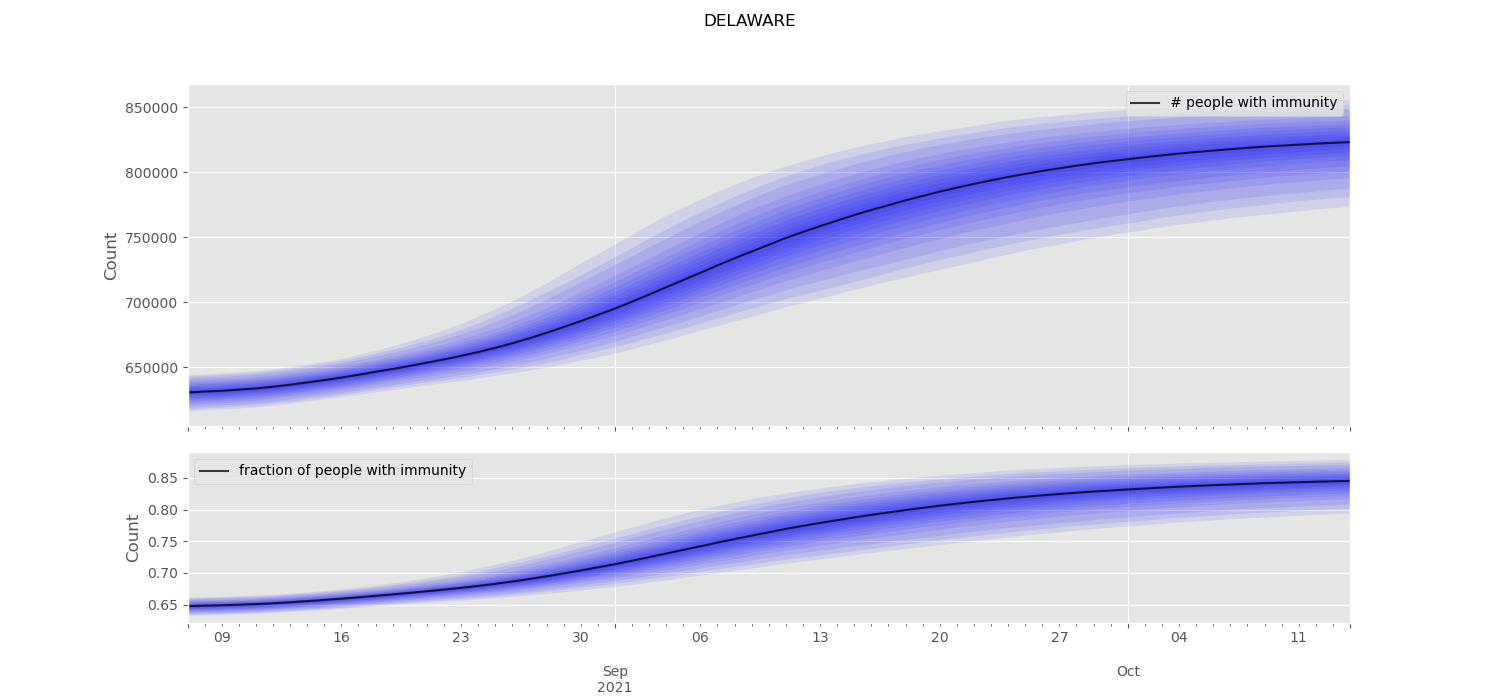 DELAWARE
# people with immunity
850000
800000
750000
700000
650000
Count
fraction of people with immunity
0.85
0.80
0.75
0.70
0.65
Count
09 16 23 30 06 13 20 27 04 11
Sep Oct
2021